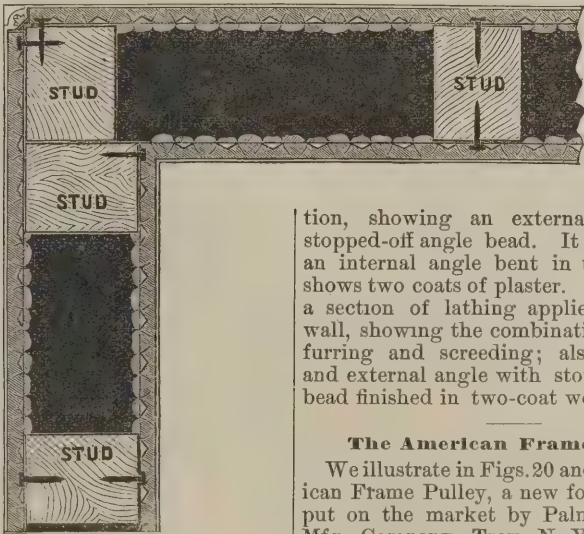 STUD
STUD
STUD
STUD
tion, showing an externa
stopped-off angle bead. It
an internal angle bent in
shows two coats of plaster.
a section of lathing applie
wall, showing the combinati
furring and screeding; als
and external angle with sto
bead finished in two-coat w
The American Frame
We illustrate in Figs. 20 an
ican Frame Pulley, a new fo
put on the market by Paln